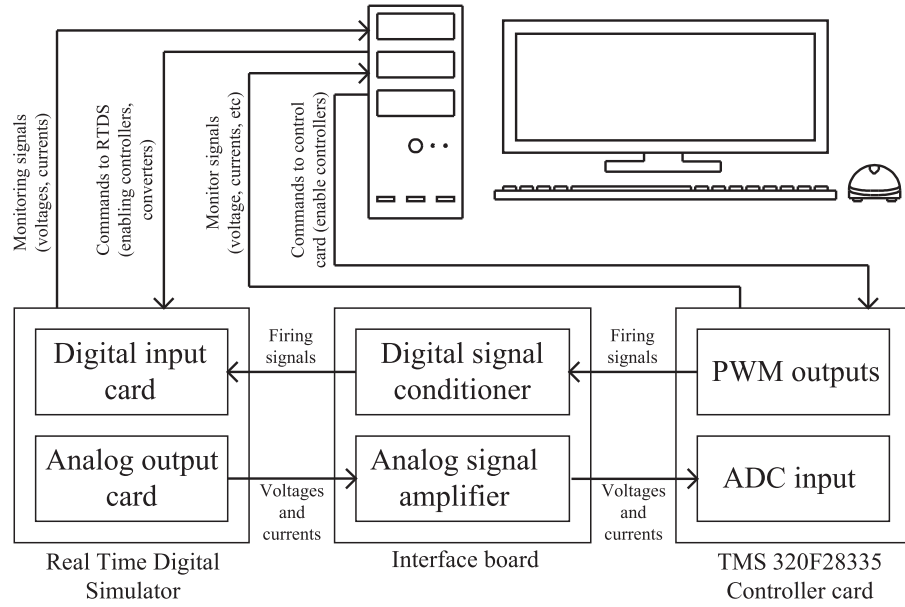 Monitoring signals
(voltages, currents)
Commands to RTDS
(enabling controllers,
converters)
Monitor signals
(voltage, currents, etc)
Commands to control
card (enable controllers)
Firing
signals
Firing
signals
Digital input
card
Digital signal
conditioner
PWM outputs
Analog output
card
Analog signal
amplifier
ADC input
Voltages
and
currents
Voltages
and
currents
Real Time Digital
Simulator
Interface board
TMS 320F28335
Controller card